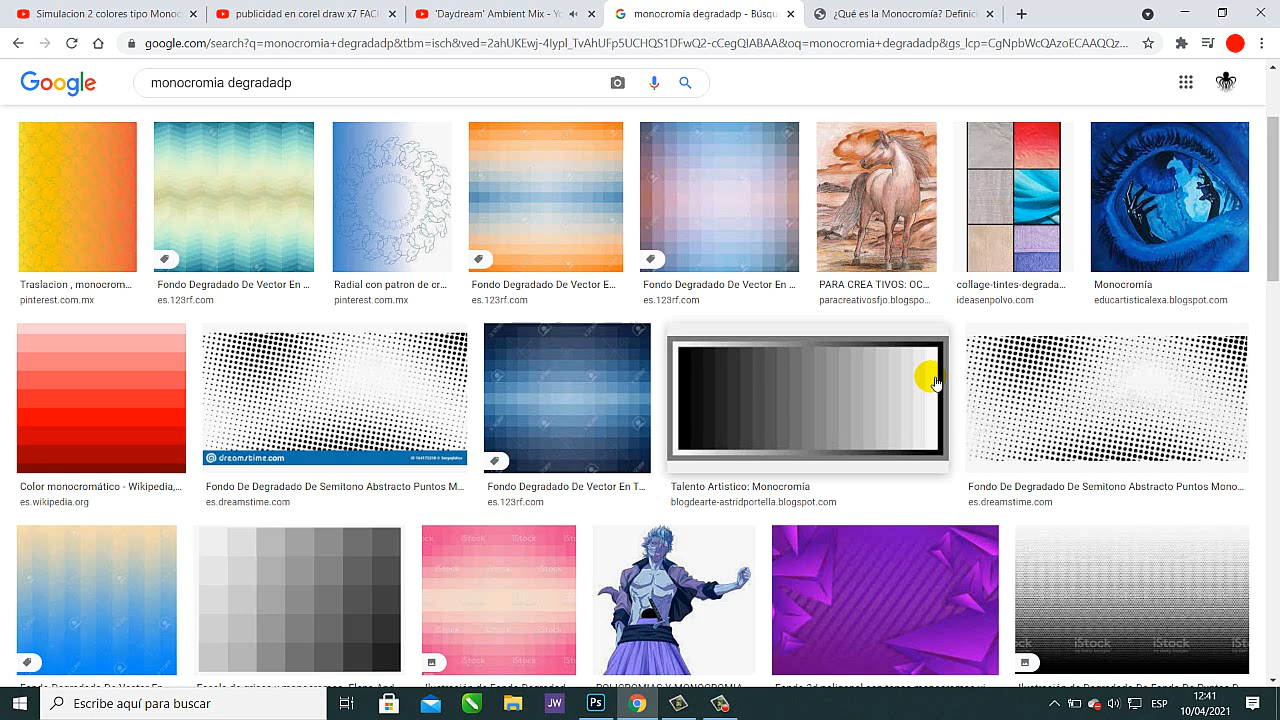 Simulacion 2 colores tipo Monoc
publicidad en corel draw x7 FACI
'Daydream' Ambient Mix - Yo
monocromia degradadp - Búsqu
¿Qué es la Monocromía? Definici
google.com/search?q=monocromia+degradadp&tbm=isch&ved=2ahUKEwj-4lypl_TvAhUFp5UCHQS1DFwQ2-cCegQIABAA&oq=monocromia+degradadp&gs_lcp=CgNpbWcQAzoECAAQQz...
Google
monocromia degradadp
Traslacion , monocrom...
pinterest.com.mx
Fondo Degradado De Vector En ...
es.123rf.com
Radial con patron de cr...
pinterest.com.mx
Fondo Degradado De Vector E...
es.123rf.com
Fondo Degradado De Vector En ...
es.123rf.com
PARA CREA TIVOS: OC...
paracreativosfjo.blogspo...
collage-tintes-degrada...
ideasenpolvo.com
Monocromía
educartisticalexa.blogspot.com
dreamstime.com
Color monocromático - Wikipedia,...
es.wikipedia.org
Fondo De Degradado De Semitono Abstracto Puntos M...
es.dreamstime.com
Fondo Degradado De Vector En T...
es.123rf.com
Talento Artistico: Monocromia
blogdearte-astridportella.blogspot.com
Fondo De Degradado De Semitono Abstracto Puntos Mono...
es.dreamstime.com
iStock
iStock
iStock
iStock
JW
Ps
Escribe aquí para buscar
ESP
12:41
10/04/2021